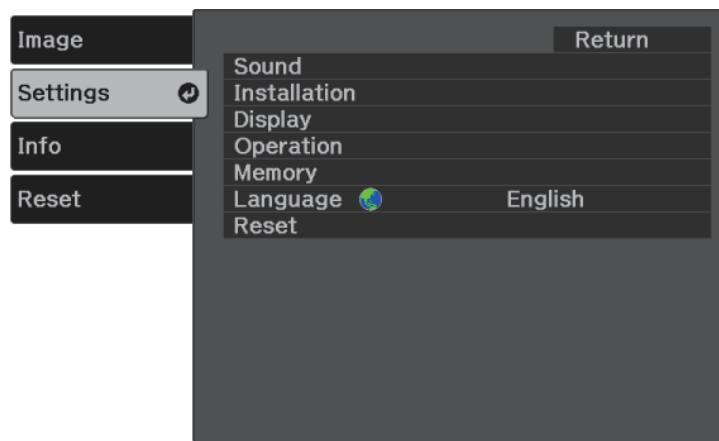 Image
Settings
Info
Reset
Return
Sound
Installation
Display
Operation
Memory
Language English
Reset